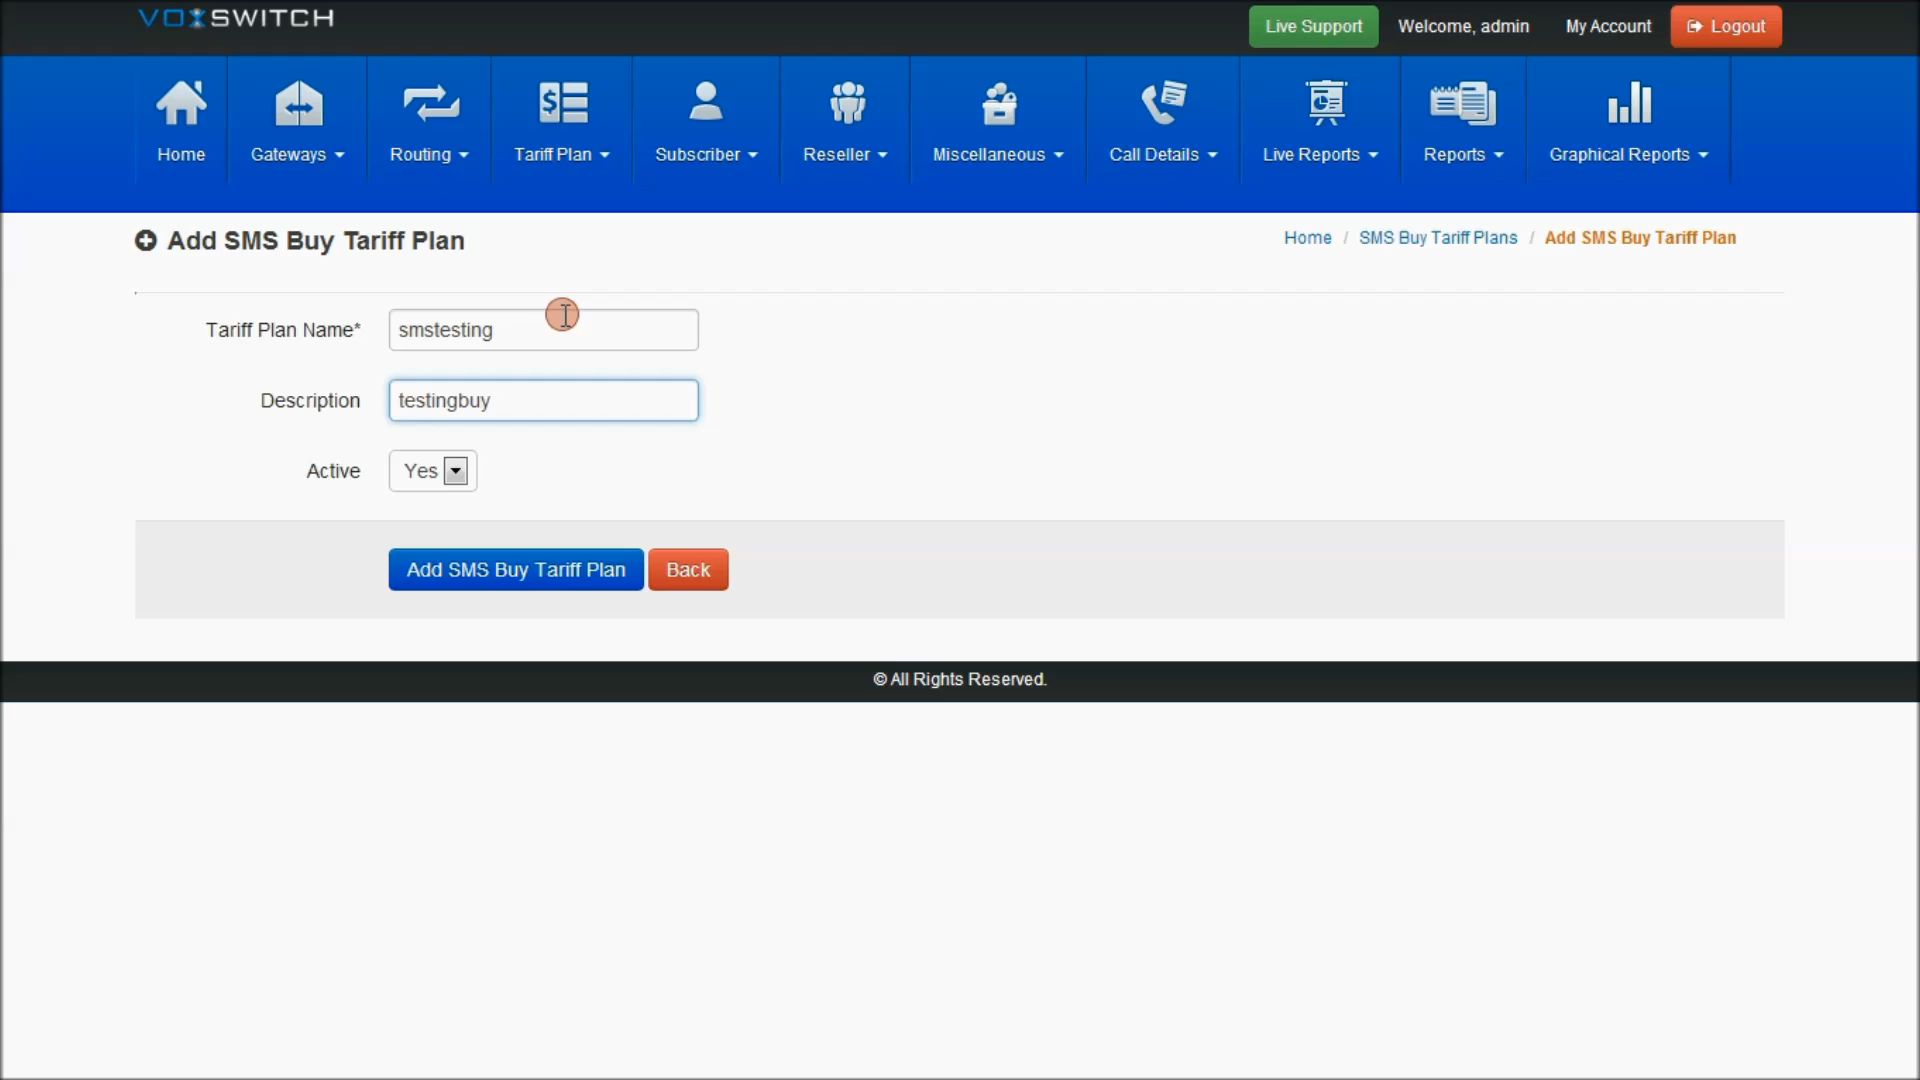 VOXSWITCH
Live Support Welcome, admin My Account Logout
Home Gateways Routing Tariff Plan Subscriber Reseller Miscellaneous Call Details Live Reports Reports Graphical Reports
Add SMS Buy Tariff Plan
Home / SMS Buy Tariff Plans / Add SMS Buy Tariff Plan
Tariff Plan Name* smstesting
Description testingbuy
Active Yes
Add SMS Buy Tariff Plan Back
© All Rights Reserved.